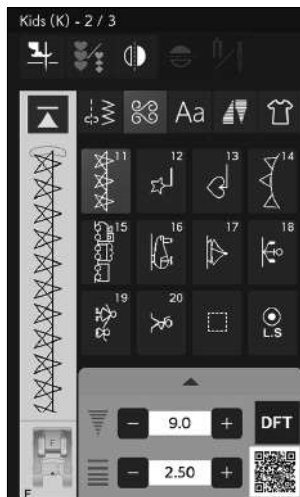 Kids (K) - 2 / 3
Aa
11 12 13 14
15 16 17 18
19 20 L.S
9.0 DFT
2.50
F
F